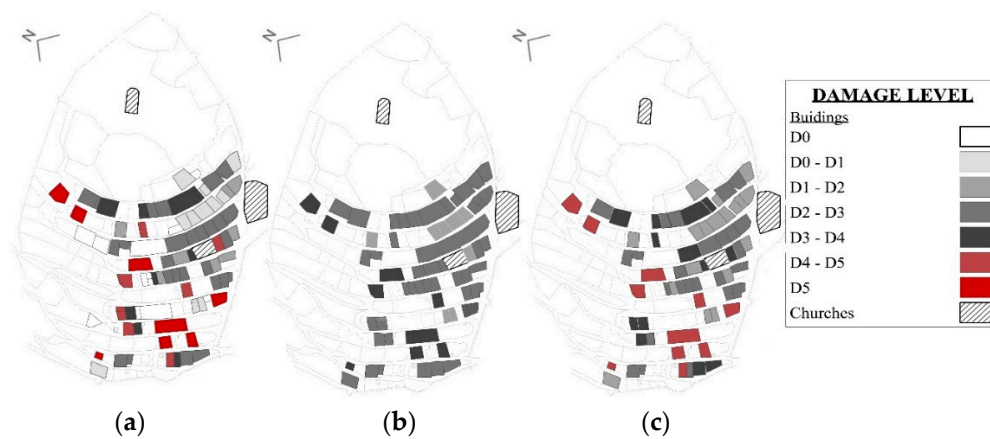 N
N
N
DAMAGE LEVEL
Buidings
D0
D0 - D1
D1 - D2
D2 - D3
D3 - D4
D4 - D5
D5
Churches
(a)
(b)
(c)